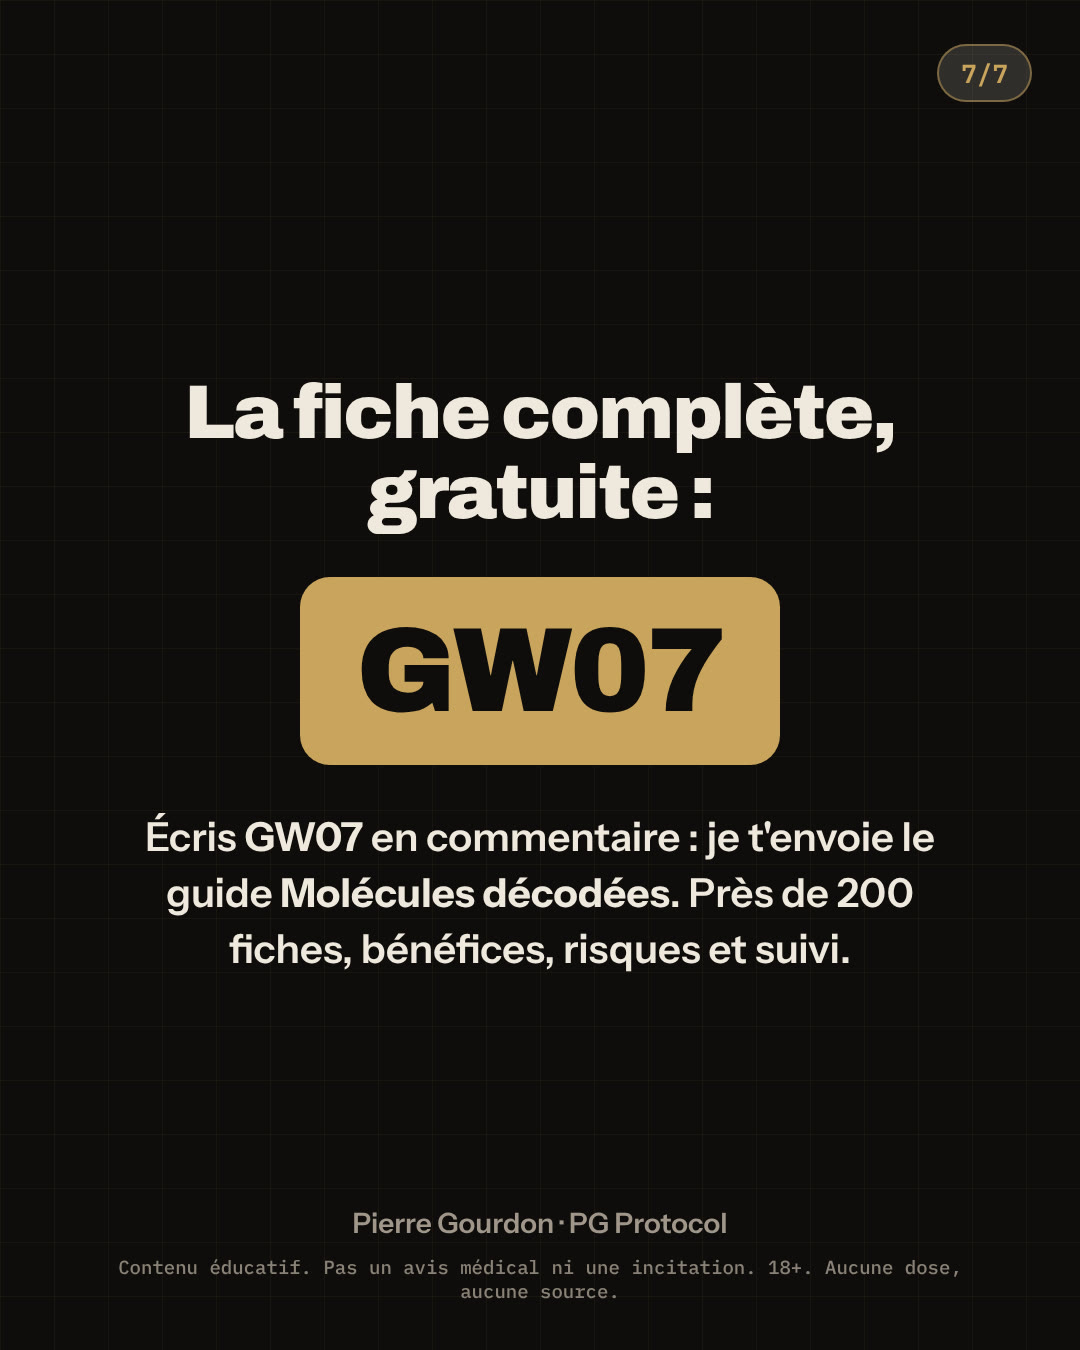 7/7
La fiche complète,
gratuite :
GW07
Écris GW07 en commentaire : je t'envoie le
guide Molécules décodées. Près de 200
fiches, bénéfices, risques et suivi.
Pierre Gourdon · PG Protocol
Contenu éducatif. Pas un avis médical ni une incitation. 18+. Aucune dose,
aucune source.